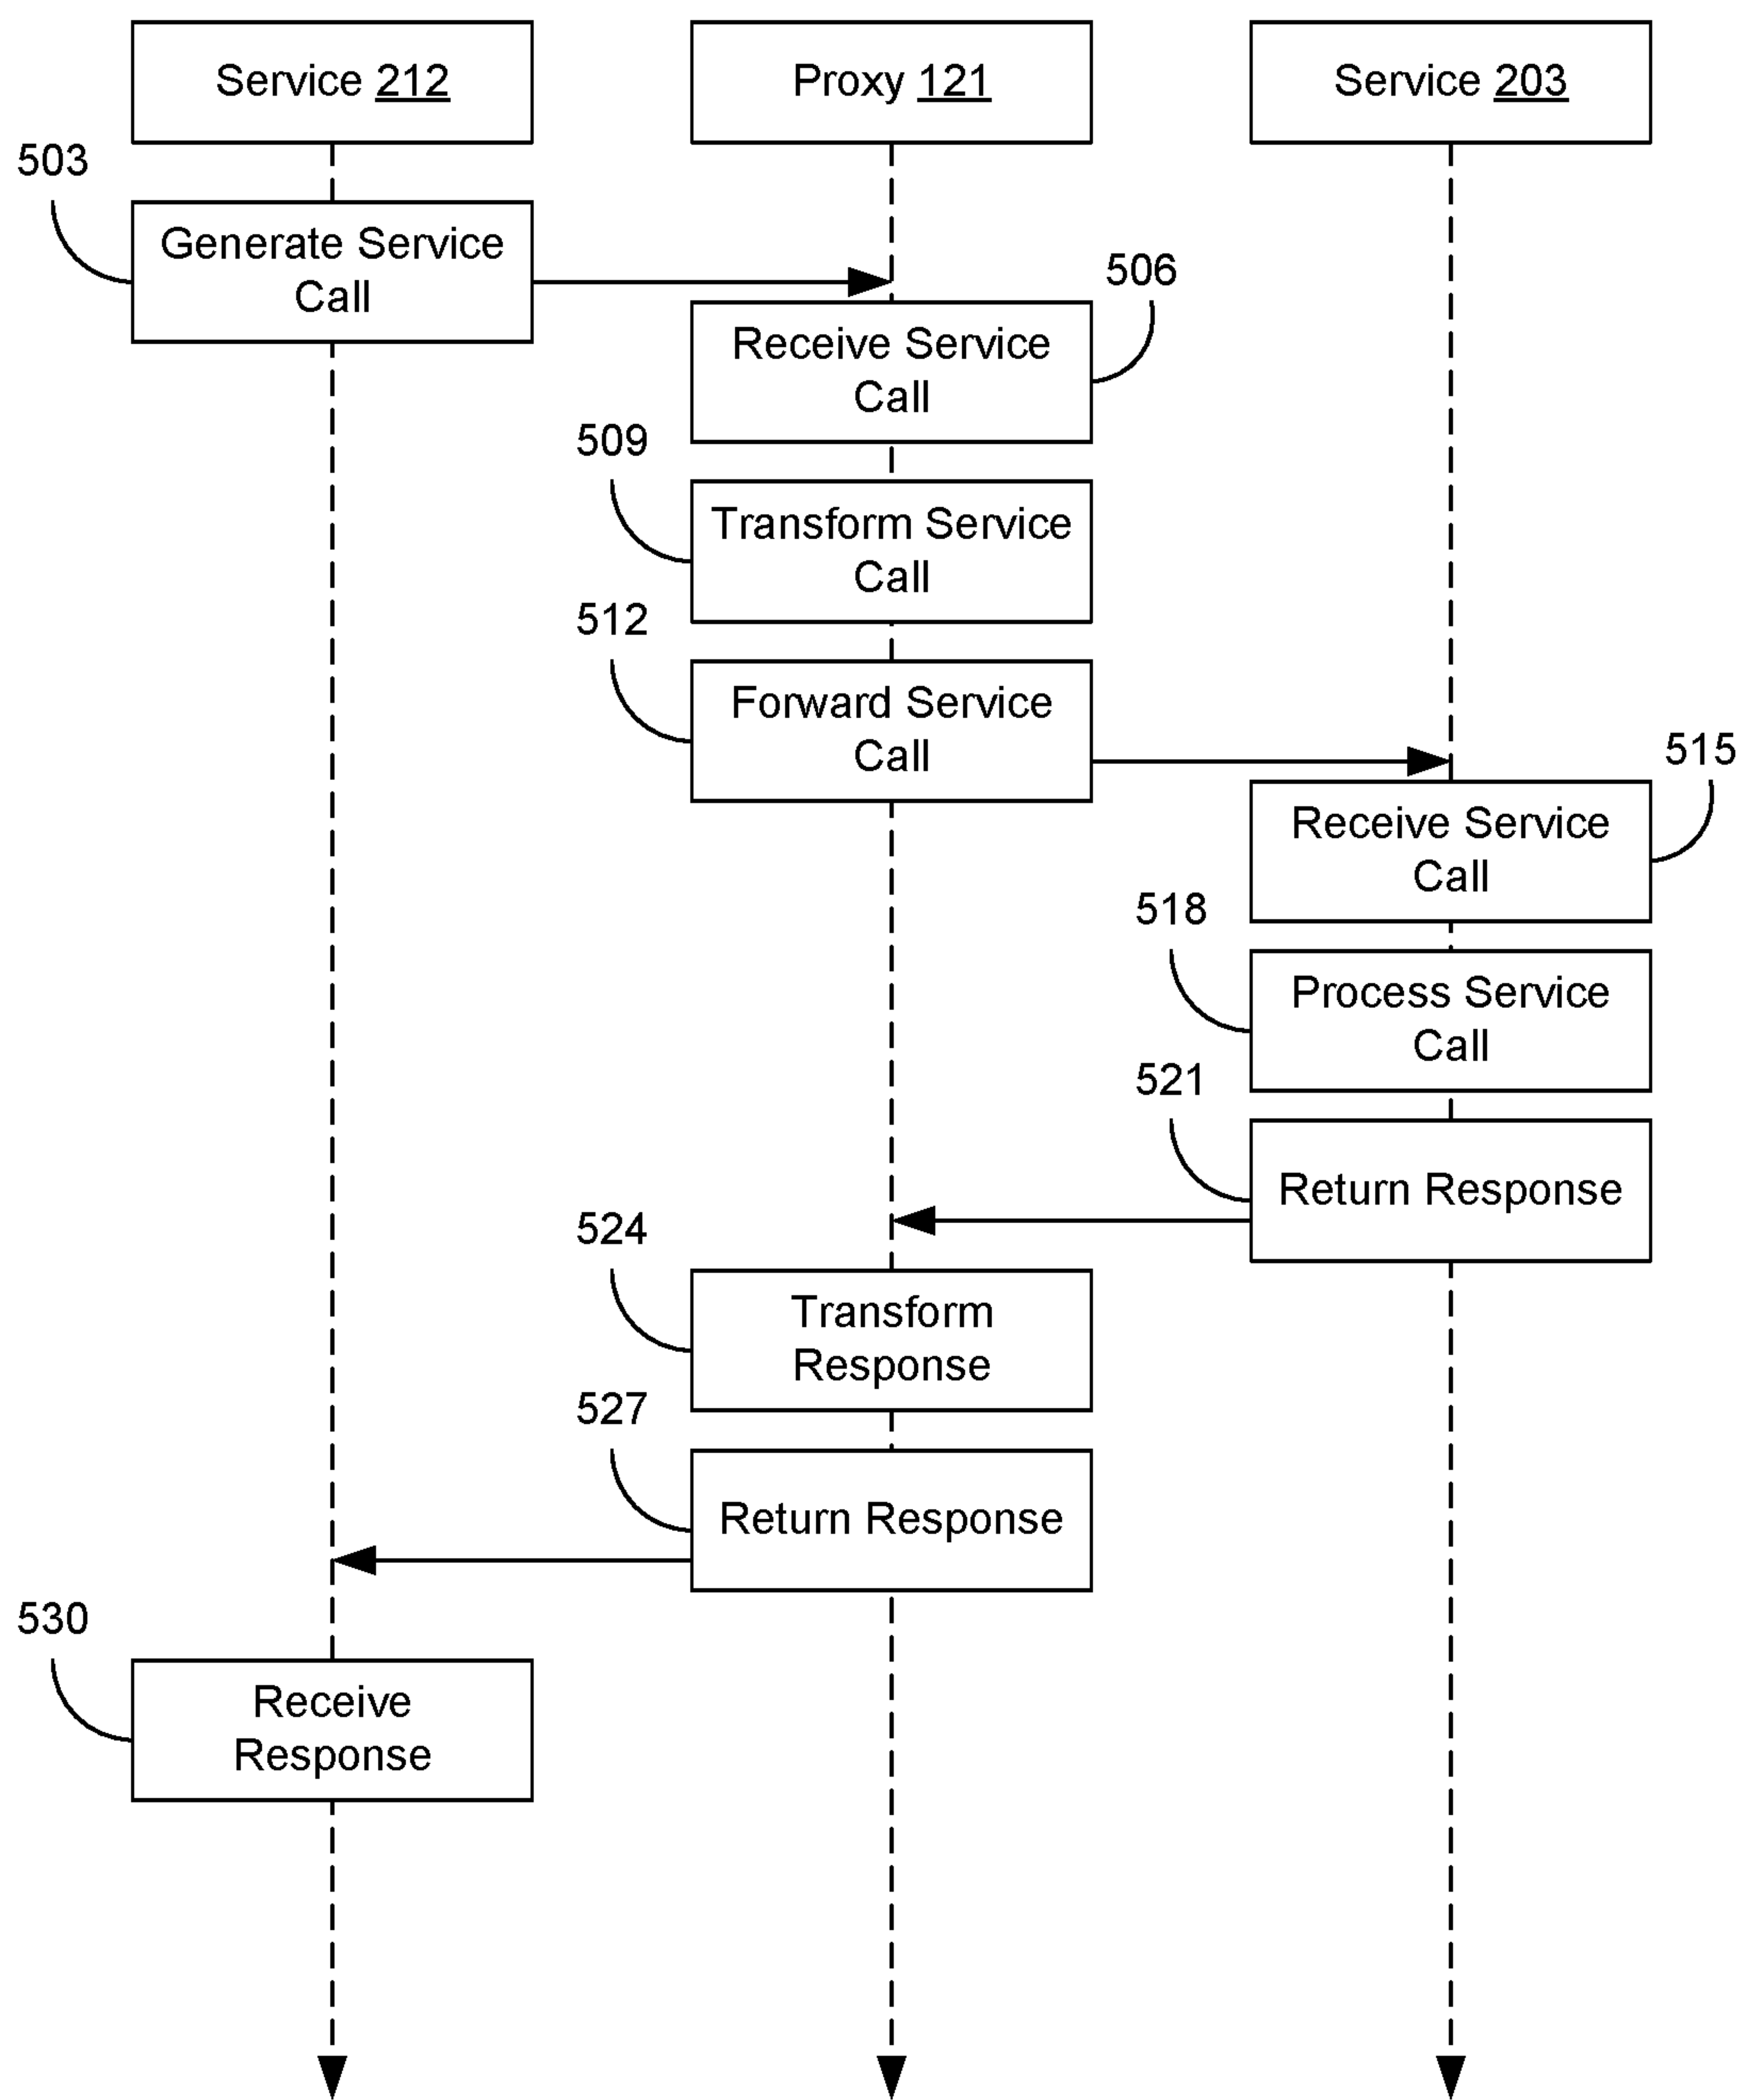 Service 212
Proxy 121
Service 203
503
Generate Service
Call
506
Receive Service
Call
509
Transform Service
Call
512
Forward Service
Call
515
Receive Service
Call
518
Process Service
Call
521
Return Response
524
Transform
Response
527
Return Response
530
Receive
Response